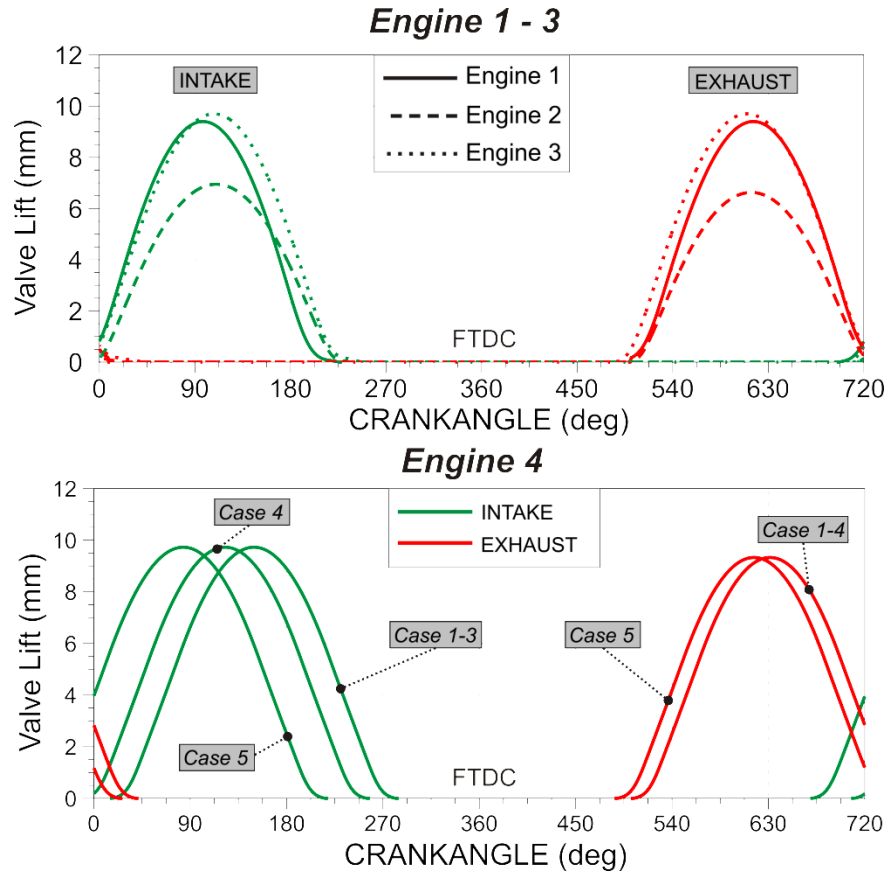 Engine 1 - 3
12
10
8
6
4
2
0
Valve Lift (mm)
INTAKE
Engine 1
Engine 2
Engine 3
EXHAUST
FTDC
0 90 180 270 360 450 540 630 720
CRANKANGLE (deg)
Engine 4
12
10
8
6
4
2
0
Valve Lift (mm)
Case 4
INTAKE
EXHAUST
Case 1-4
Case 1-3
Case 5
Case 5
FTDC
0 90 180 270 360 450 540 630 720
CRANKANGLE (deg)